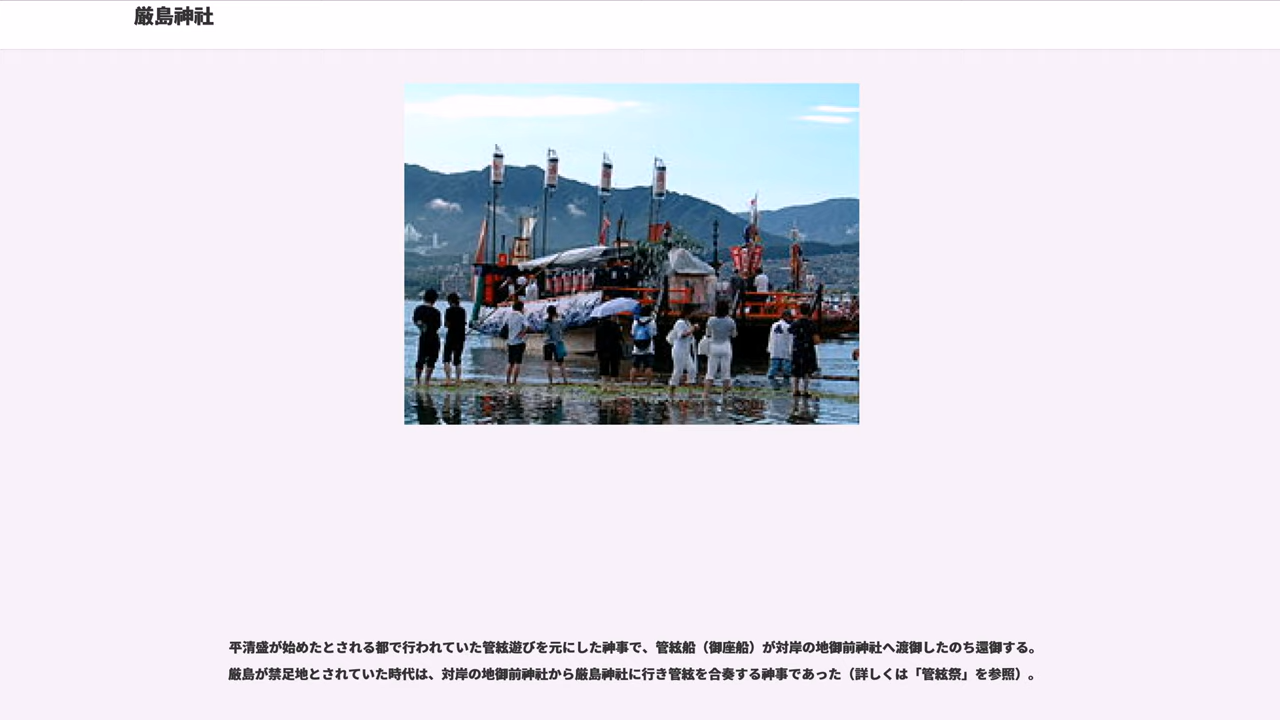 厳島神社
平清盛が始めたとされる都で行われていた管絃遊びを元にした神事で、管絃船（御座船）が対岸の地御前神社へ渡御したのち還御する。
厳島が禁足地とされていた時代は、対岸の地御前神社から厳島神社に行き管絃を合奏する神事であった（詳しくは「管絃祭」を参照）。